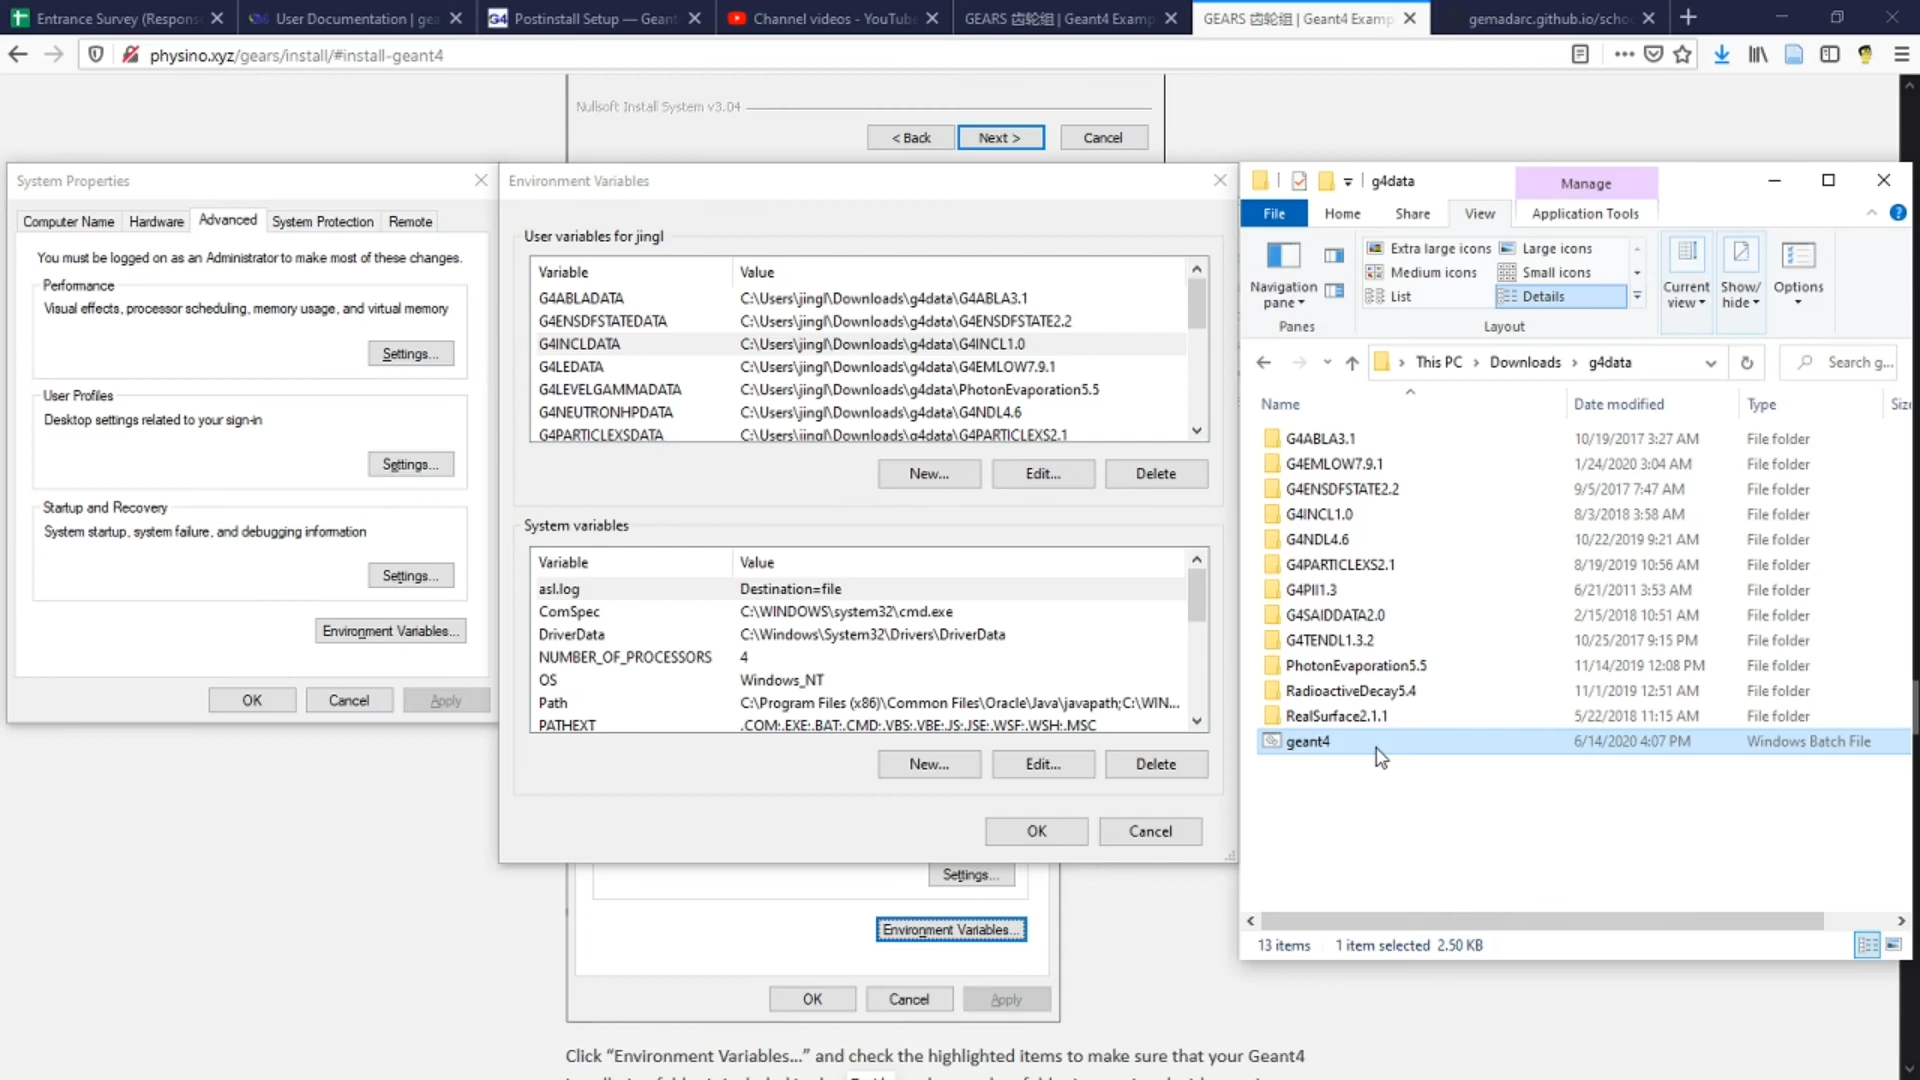 Entrance Survey (Respons
User Documentation | gea
Postinstall Setup — Geant
Channel videos - YouTube
GEARS 齿轮组 | Geant4 Examp
GEARS 齿轮组 | Geant4 Examp
gemadarc.github.io/scho
physino.xyz/gears/install/#install-geant4
Nullsoft Install System v3.04
< Back
Next >
Cancel
System Properties
Computer Name
Hardware
Advanced
System Protection
Remote
You must be logged on as an Administrator to make most of these changes.
Performance
Visual effects, processor scheduling, memory usage, and virtual memory
Settings...
User Profiles
Desktop settings related to your sign-in
Settings...
Startup and Recovery
System startup, system failure, and debugging information
Settings...
Environment Variables...
OK
Cancel
Apply
Environment Variables
User variables for jingl
Variable Value
G4ABLADATA C:\Users\jingl\Downloads\g4data\G4ABLA3.1
G4ENSDFSTATEDATA C:\Users\jingl\Downloads\g4data\G4ENSDFSTATE2.2
G4INCLDATA C:\Users\jingl\Downloads\g4data\G4INCL1.0
G4LEDATA C:\Users\jingl\Downloads\g4data\G4EMLOW7.9.1
G4LEVELGAMMADATA C:\Users\jingl\Downloads\g4data\PhotonEvaporation5.5
G4NEUTRONHPDATA C:\Users\jingl\Downloads\g4data\G4NDL4.6
G4PARTICLEXSDATA C:\Users\jingl\Downloads\g4data\G4PARTICLEXS2.1
New...
Edit...
Delete
System variables
Variable Value
asl.log Destination=file
ComSpec C:\WINDOWS\system32\cmd.exe
DriverData C:\Windows\System32\Drivers\DriverData
NUMBER_OF_PROCESSORS 4
OS Windows_NT
Path C:\Program Files (x86)\Common Files\Oracle\Java\javapath;C:\WIN...
PATHEXT .COM;.EXE;.BAT;.CMD;.VBS;.VBE;.JS;.JSE;.WSF;.WSH;.MSC
New...
Edit...
Delete
OK
Cancel
g4data
Manage
File
Home
Share
View
Application Tools
Navigation
pane
Extra large icons
Large icons
Medium icons
Small icons
List
Details
Current
view
Show/
hide
Options
Panes
Layout
This PC > Downloads > g4data
Search g...
Name Date modified Type Siz
G4ABLA3.1 10/19/2017 3:27 AM File folder
G4EMLOW7.9.1 1/24/2020 3:04 AM File folder
G4ENSDFSTATE2.2 9/5/2017 7:47 AM File folder
G4INCL1.0 8/3/2018 3:58 AM File folder
G4NDL4.6 10/22/2019 9:21 AM File folder
G4PARTICLEXS2.1 8/19/2019 10:56 AM File folder
G4PII1.3 6/21/2011 3:53 AM File folder
G4SAIDDATA2.0 2/15/2018 10:51 AM File folder
G4TENDL1.3.2 10/25/2017 9:15 PM File folder
PhotonEvaporation5.5 11/14/2019 12:08 PM File folder
RadioactiveDecay5.4 11/1/2019 12:51 AM File folder
RealSurface2.1.1 5/22/2018 11:15 AM File folder
geant4 6/14/2020 4:07 PM Windows Batch File
13 items 1 item selected 2.50 KB
Settings...
Environment Variables...
OK
Cancel
Apply
Click “Environment Variables...” and check the highlighted items to make sure that your Geant4